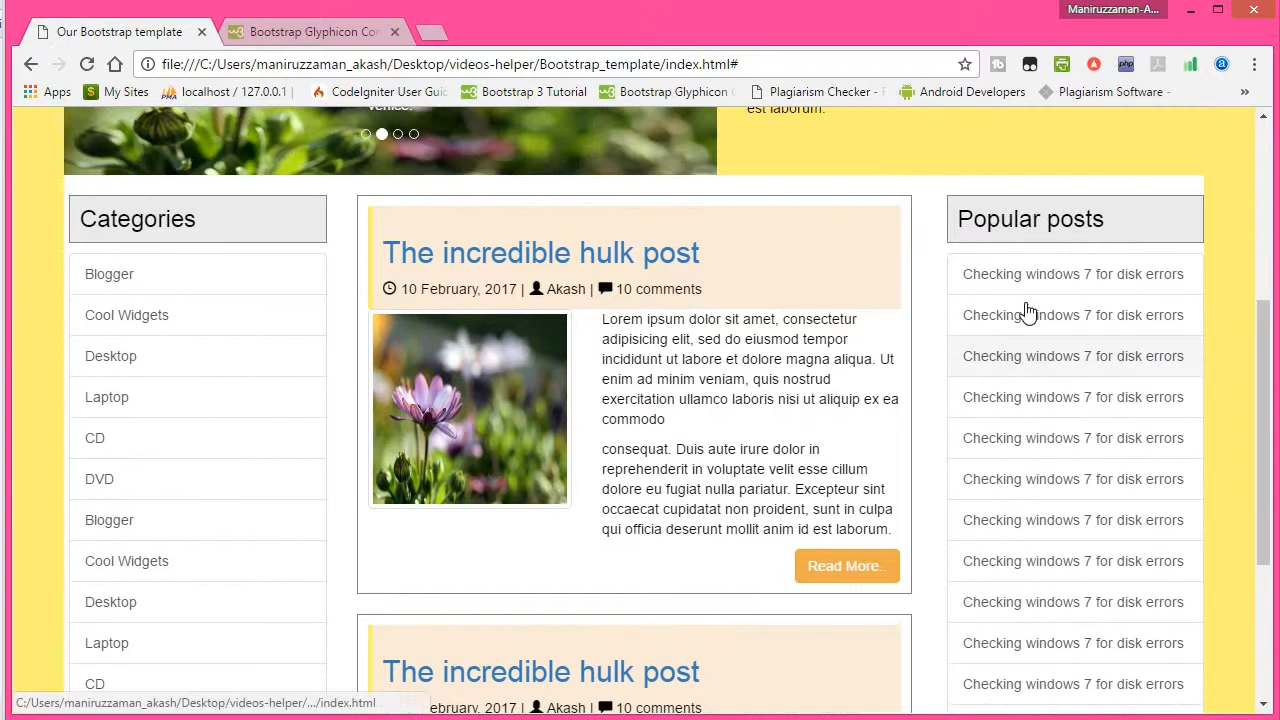 Maniruzzaman-A...
Our Bootstrap template
Bootstrap Glyphicon Co
file:///C:/Users/maniruzzaman_akash/Desktop/videos-helper/Bootstrap_template/index.html#
Apps My Sites localhost / 127.0.0.1 CodeIgniter User Guid Bootstrap 3 Tutorial Bootstrap Glyphicon Plagiarism Checker - Android Developers Plagiarism Software -
Venice.
est laborum.
Categories
Blogger
Cool Widgets
Desktop
Laptop
CD
DVD
Blogger
Cool Widgets
Desktop
Laptop
CD
The incredible hulk post
10 February, 2017 | Akash | 10 comments
Lorem ipsum dolor sit amet, consectetur
adipisicing elit, sed do eiusmod tempor
incididunt ut labore et dolore magna aliqua. Ut
enim ad minim veniam, quis nostrud
exercitation ullamco laboris nisi ut aliquip ex ea
commodo
consequat. Duis aute irure dolor in
reprehenderit in voluptate velit esse cillum
dolore eu fugiat nulla pariatur. Excepteur sint
occaecat cupidatat non proident, sunt in culpa
qui officia deserunt mollit anim id est laborum.
Read More..
The incredible hulk post
10 February, 2017 | Akash | 10 comments
Popular posts
Checking windows 7 for disk errors
Checking windows 7 for disk errors
Checking windows 7 for disk errors
Checking windows 7 for disk errors
Checking windows 7 for disk errors
Checking windows 7 for disk errors
Checking windows 7 for disk errors
Checking windows 7 for disk errors
Checking windows 7 for disk errors
Checking windows 7 for disk errors
Checking windows 7 for disk errors
C:/Users/maniruzzaman_akash/Desktop/videos-helper/.../index.html